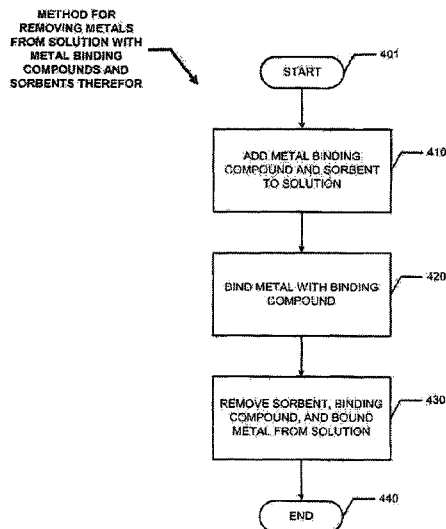 METHOD FOR
REMOVING METALS
FROM SOLUTION WITH
METAL BINDING
COMPOUNDS AND
SORBENTS THEREFOR
START
401
ADD METAL BINDING
COMPOUND AND SORBENT
TO SOLUTION
410
BIND METAL WITH BINDING
COMPOUND
420
REMOVE SORBENT, BINDING
COMPOUND, AND BOUND
METAL FROM SOLUTION
430
END
440